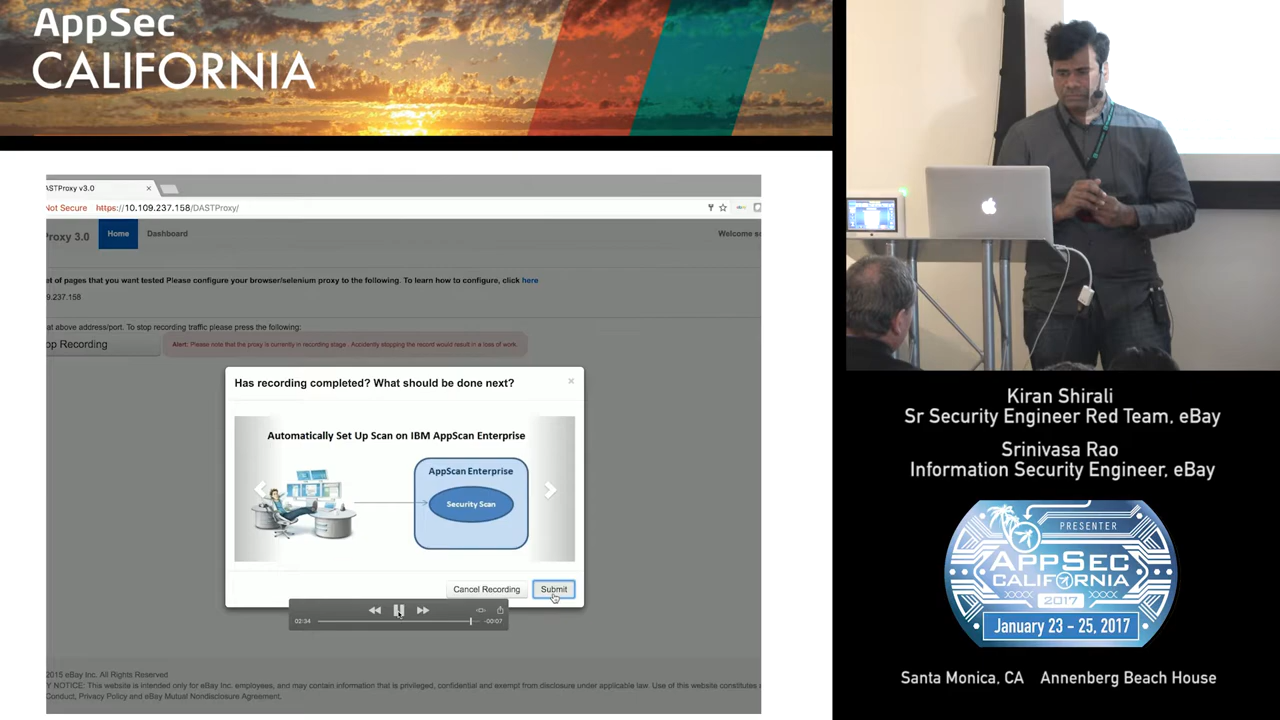 AppSec
CALIFORNIA
ASTProxy v3.0
Not Secure https://10.109.237.158/DASTProxy/
Proxy 3.0 Home Dashboard Welcome
et of pages that you want tested Please configure your browser/selenium proxy to the following. To learn how to configure, click here
9.237.158
at above address/port. To stop recording traffic please press the following:
op Recording
Alert: Please note that the proxy is currently in recording stage . Accidently stopping the record would result in a loss of work.
Has recording completed? What should be done next?
Automatically Set Up Scan on IBM AppScan Enterprise
AppScan Enterprise
Security Scan
Cancel Recording Submit
02:34 -00:07
2015 eBay Inc. All Rights Reserved
Y NOTICE: This website is intended only for eBay Inc. employees, and may contain information that is privileged, confidential and exempt from disclosure under applicable law. Use of this website constitutes a
Conduct, Privacy Policy and eBay Mutual Nondisclosure Agreement.
Kiran Shirali
Sr Security Engineer Red Team, eBay
Srinivasa Rao
Information Security Engineer, eBay
PRESENTER
APPSEC
CALIFORNIA
2017
January 23 - 25, 2017
Santa Monica, CA Annenberg Beach House